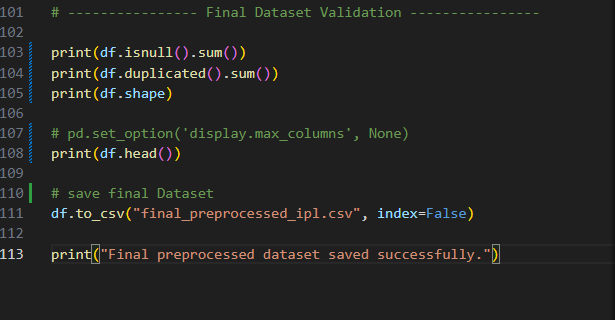 101 # ---------------- Final Dataset Validation ----------------
102
103 print(df.isnull().sum())
104 print(df.duplicated().sum())
105 print(df.shape)
106
107 # pd.set_option('display.max_columns', None)
108 print(df.head())
109
110 # save final Dataset
111 df.to_csv("final_preprocessed_ipl.csv", index=False)
112
113 print("Final preprocessed dataset saved successfully.")